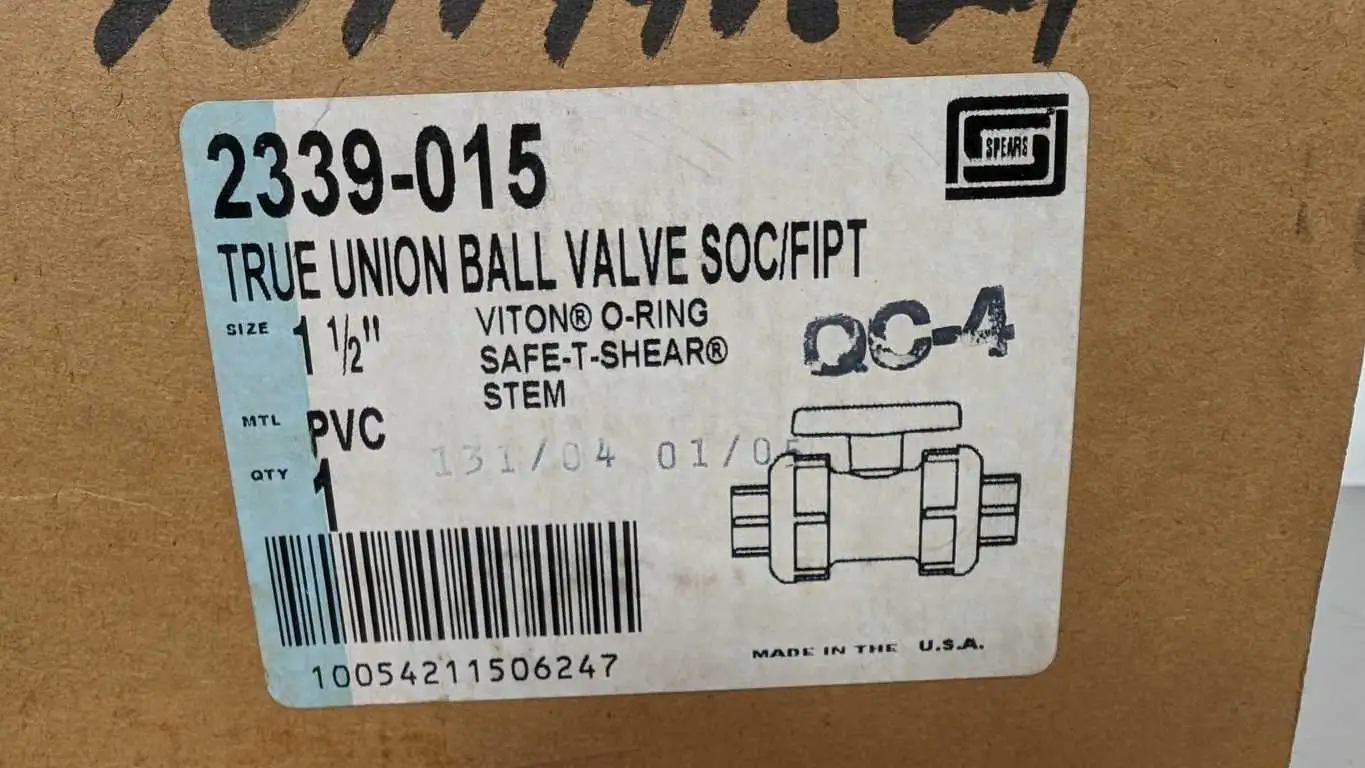 2339-015
SPEARS
TRUE UNION BALL VALVE SOC/FIPT
SIZE 1 1/2"
VITON® O-RING
SAFE-T-SHEAR®
STEM
QC-4
MTL PVC
131/04 01/05
QTY 1
10054211506247
MADE IN THE U.S.A.